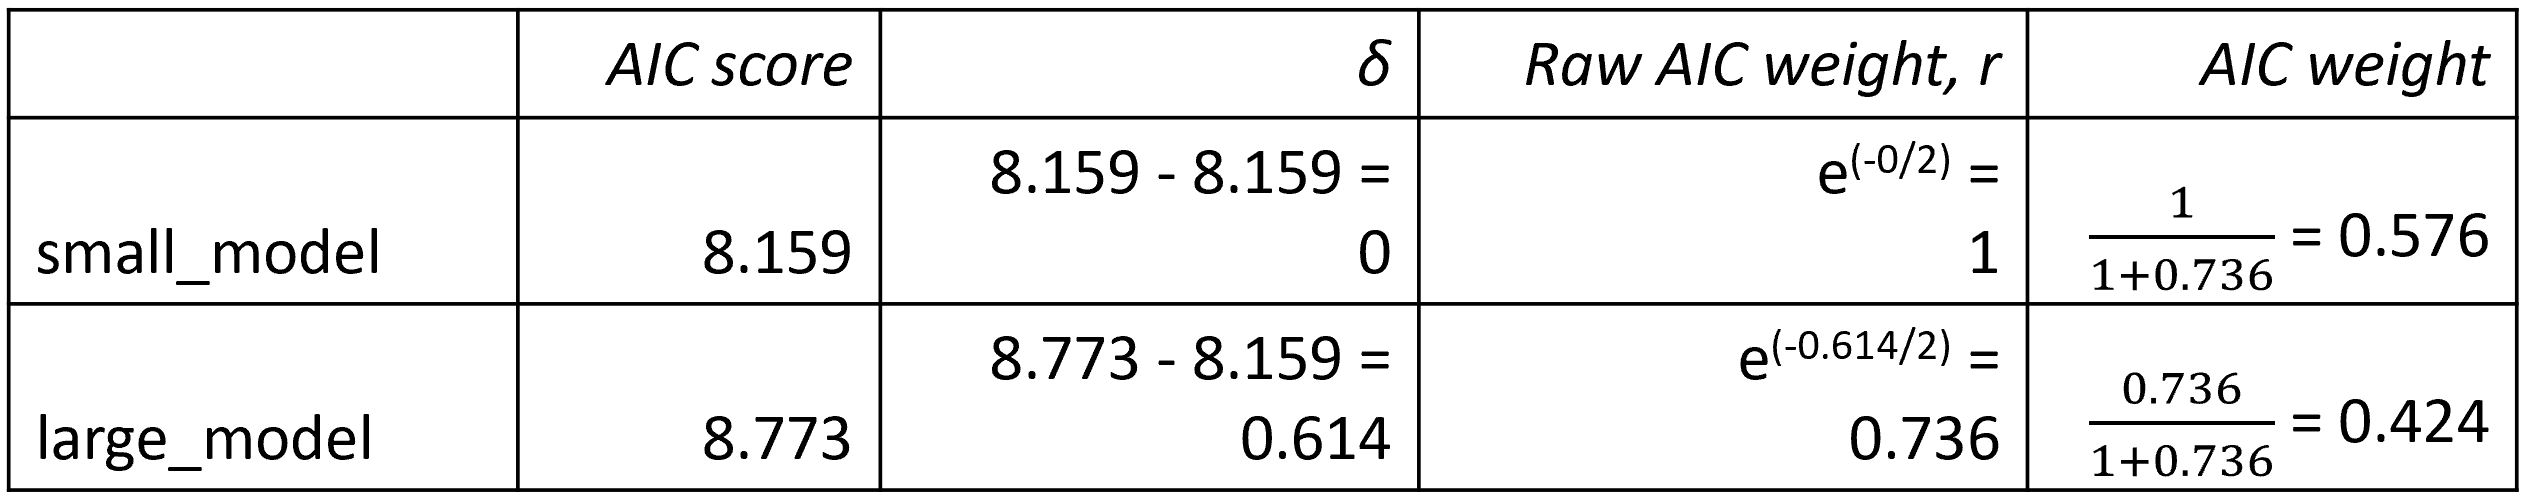 AIC score δ Raw AIC weight, r AIC weight
small_model 8.159 8.159 - 8.159 = 0 e^(-0/2) = 1 1/(1+0.736) = 0.576
large_model 8.773 8.773 - 8.159 = 0.614 e^(-0.614/2) = 0.736 0.736/(1+0.736) = 0.424